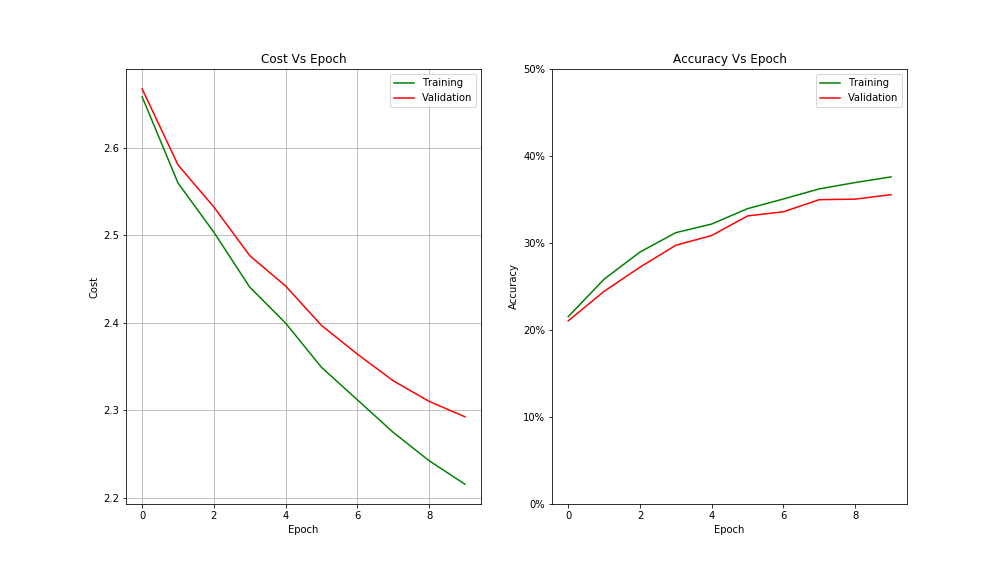 Cost Vs Epoch
Training
Validation
2.6
2.5
2.4
2.3
2.2
Cost
0 2 4 6 8
Epoch
Accuracy Vs Epoch
Training
Validation
50%
40%
30%
20%
10%
0%
Accuracy
0 2 4 6 8
Epoch